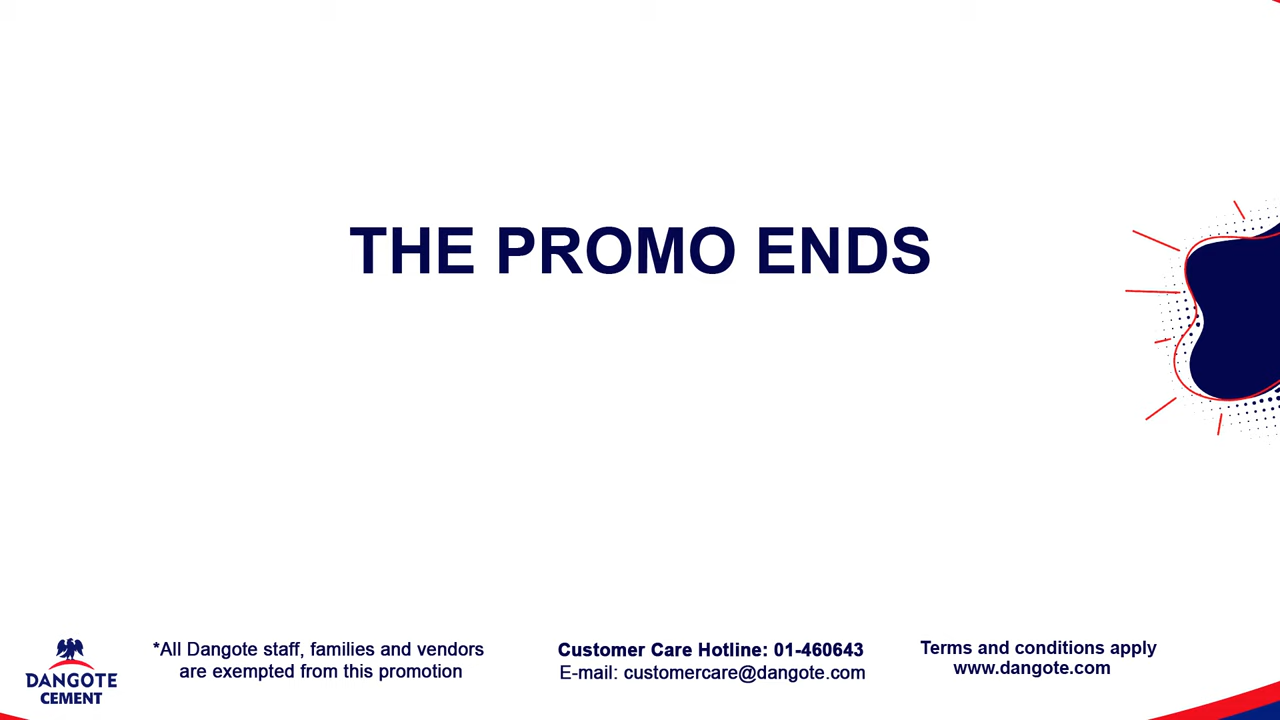 THE PROMO ENDS
DANGOTE
CEMENT
*All Dangote staff, families and vendors
are exempted from this promotion
Customer Care Hotline: 01-460643
E-mail: customercare@dangote.com
Terms and conditions apply
www.dangote.com